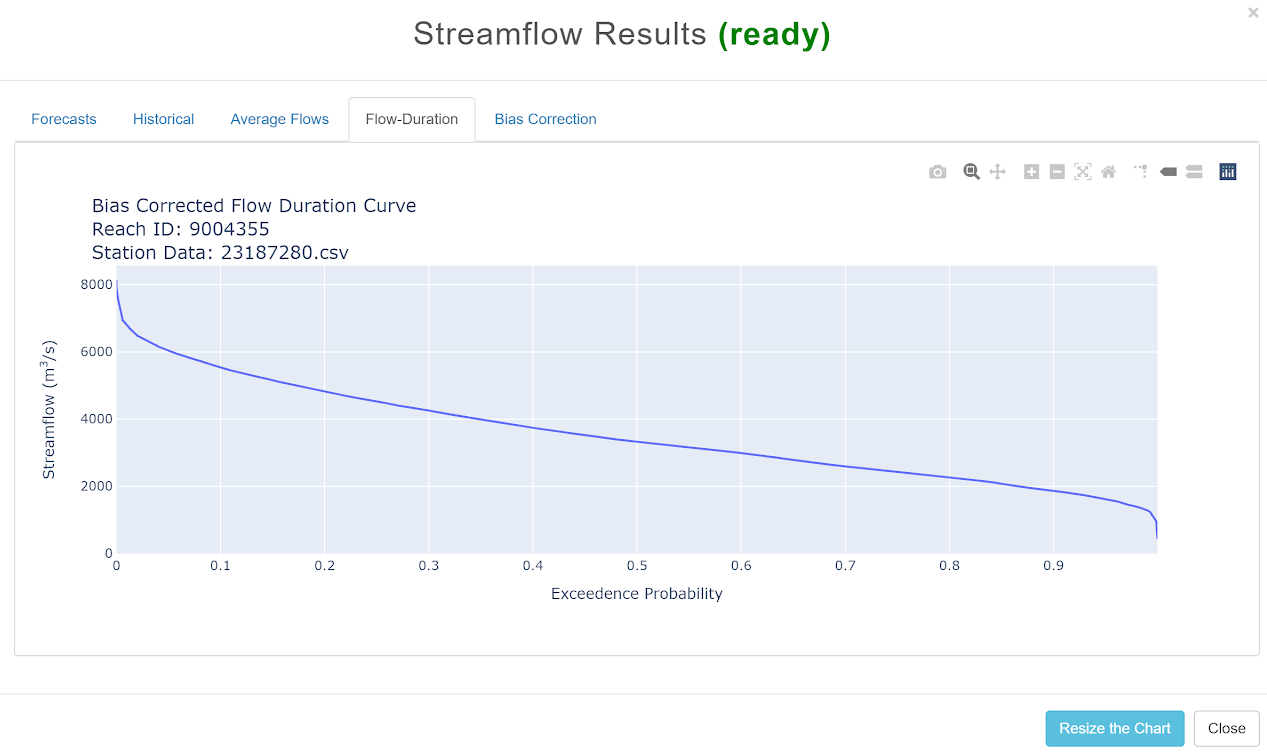 ×
Streamflow Results (ready)
Forecasts Historical Average Flows Flow-Duration Bias Correction
Bias Corrected Flow Duration Curve
Reach ID: 9004355
Station Data: 23187280.csv
8000
6000
4000
2000
0
Streamflow (m³/s)
0 0.1 0.2 0.3 0.4 0.5 0.6 0.7 0.8 0.9
Exceedence Probability
Resize the Chart Close